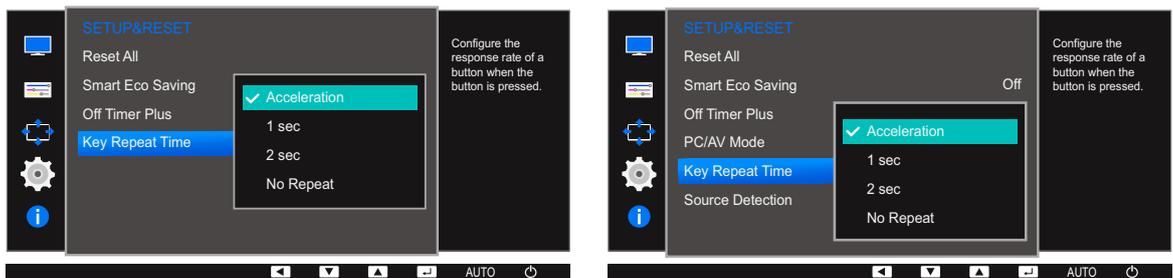 SETUP&RESET
Reset All
Smart Eco Saving
Off Timer Plus
Key Repeat Time
Acceleration
1 sec
2 sec
No Repeat
Configure the
response rate of a
button when the
button is pressed.
AUTO
SETUP&RESET
Reset All
Smart Eco Saving Off
Off Timer Plus
PC/AV Mode
Key Repeat Time
Source Detection
Acceleration
1 sec
2 sec
No Repeat
Configure the
response rate of a
button when the
button is pressed.
AUTO